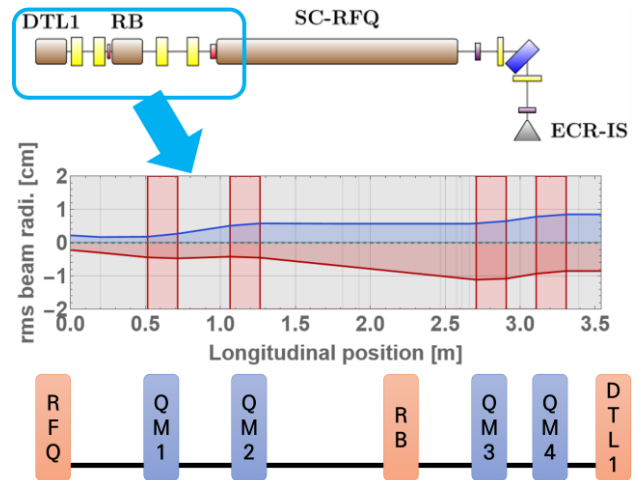 DTL1 RB SC-RFQ
ECR-IS
rms beam radi. [cm]
2
1
0
-1
-2
0.0 0.5 1.0 1.5 2.0 2.5 3.0 3.5
Longitudinal position [m]
RFQ QM1 QM2 RB QM3 QM4 DTL1